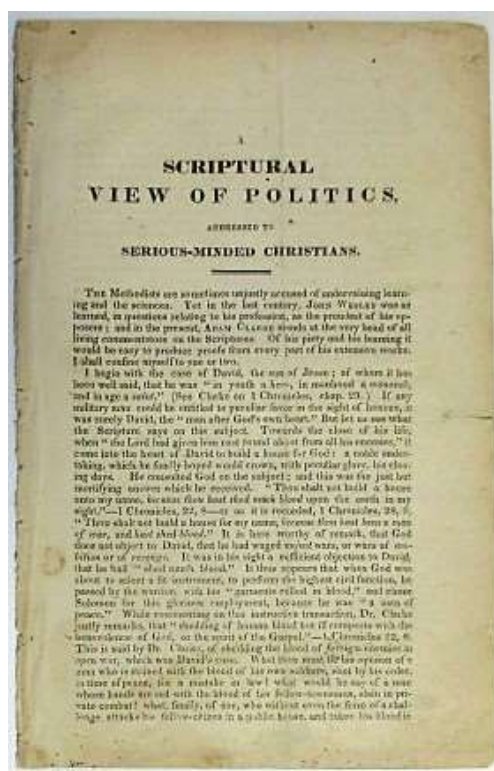 A
SCRIPTURAL
VIEW OF POLITICS,
ADDRESSED TO
SERIOUS-MINDED CHRISTIANS.
THE Methodists are sometimes unjustly accused of undervaluing learn-
ing and the sciences. Yet in the last century, JOHN WESLEY was as
learned, in questions relating to his profession, as the proudest of his op-
posers; and in the present, ADAM CLARKE stands at the very head of all
living commentators on the Scriptures. Of his piety and his learning it
would be easy to produce proofs from every part of his extensive works.
I shall confine myself to one or two.
I begin with the case of David, the son of Jesse; of whom it has
been well said, that he was "in youth a hero, in manhood a monarch,
and in age a saint." (See Clarke on 1 Chronicles, chap. 29.) If any
military man could be entitled to peculiar favor in the sight of heaven, it
was surely David, the "man after God's own heart." But let us see what
the Scripture says on this subject. Towards the close of his life,
when "the Lord had given him rest round about from all his enemies," it
came into the heart of David to build a house for God: a noble under-
taking, which he fondly hoped would crown, with peculiar glory, his clos-
ing days. He consulted God on the subject; and this was the just but
mortifying answer which he received. "Thou shalt not build a house
unto my name, because thou hast shed much blood upon the earth in my
sight."—1 Chronicles, 22, 8—or as it is recorded, 1 Chronicles, 28, 3,
"Thou shalt not build a house for my name, because thou hast been a man
of war, and hast shed blood." It is here worthy of remark, that God
does not object to David, that he had waged unjust wars, or wars of am-
bition or of revenge. It was in his sight a sufficient objection to David,
that he had "shed much blood." It thus appears that when God was
about to select a fit instrument, to perform the highest civil function, he
passed by the warrior, with his "garments rolled in blood," and chose
Solomon for this glorious employment, because he was "a man of
peace." While commenting on this instructive transaction, Dr. Clarke
justly remarks, that "shedding of human blood but ill comports with the
benevolence of God, or the spirit of the Gospel."—1 Chronicles 22, 8.
This is said by Dr. Clarke, of shedding the blood of foreign enemies in
open war, which was David's case. What then must be his opinion of a
man who is stained with the blood of his own soldiers, shot by his order,
in time of peace, for a mistake in law? what would he say of a man
whose hands are red with the blood of his fellow-townsmen, slain in pri-
vate combat? what, finally, of one, who without even the form of a chal-
lenge attacks his fellow-citizen in a public house, and takes his blood in